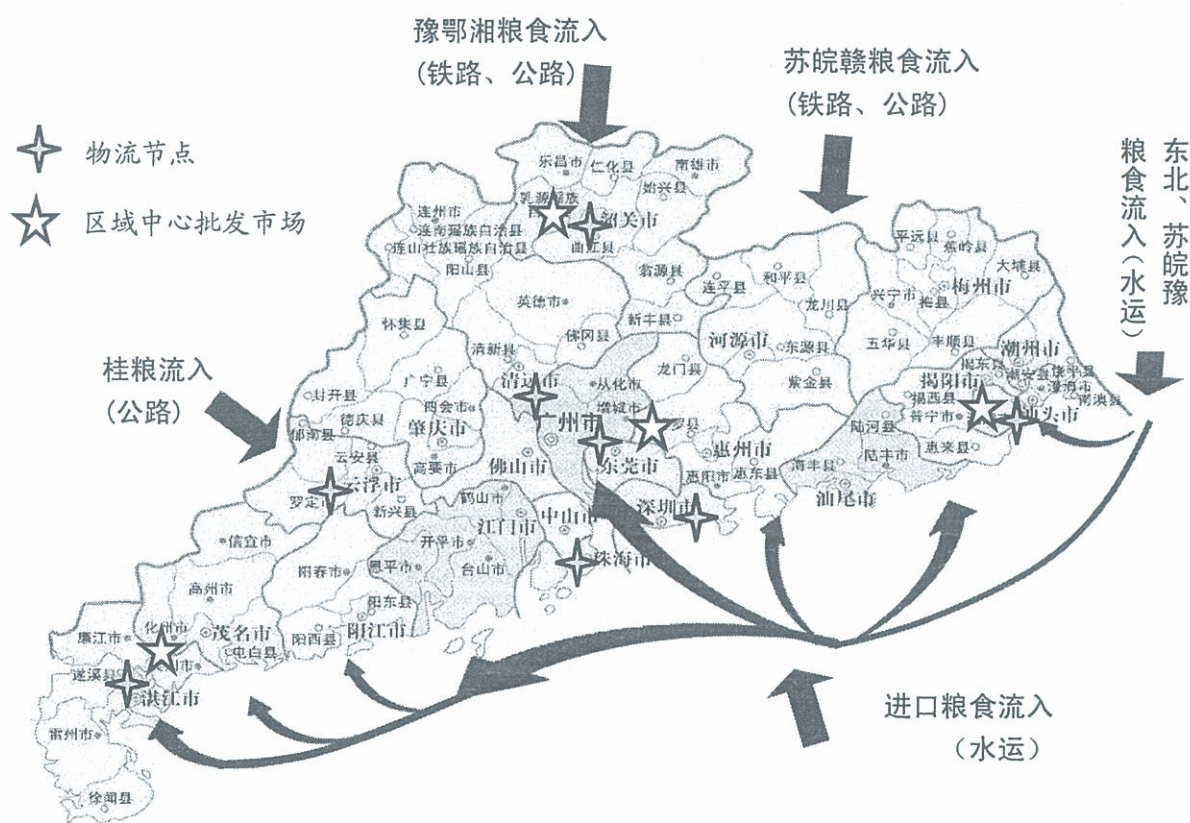 豫鄂湘粮食流入
(铁路、公路)
苏皖赣粮食流入
(铁路、公路)
东北、苏皖豫
粮食流入(水运)
物流节点
区域中心批发市场
桂粮流入
(公路)
进口粮食流入
(水运)
乐昌市
仁化县
南雄市
始兴县
乳源瑶族
韶关市
曲江县
连州市
连南瑶族自治县
连山壮族瑶族自治县
阳山县
翁源县
英德市
连平县
和平县
龙川县
平远县
蕉岭县
大埔县
兴宁市
梅县
梅州市
怀集县
佛冈县
新丰县
河源市
东源县
五华县
丰顺县
潮州市
清新县
清远市
从化市
龙门县
紫金县
揭东
潮安县
饶平县
揭阳市
揭西县
普宁市
澄海市
南澳县
汕头市
广宁县
封开县
四会市
德庆县
郁南县
肇庆市
广州市
增城市
罗县
惠州市
陆河县
惠来县
云安县
高要市
佛山市
东莞市
惠阳市
惠东县
海丰县
陆丰市
汕尾市
云浮市
罗定市
新兴县
鹤山市
江门市
中山市
深圳市
珠海市
信宜市
阳春市
开平市
恩平市
台山市
高州市
阳东县
廉江市
化州市
茂名市
阳西县
阳江市
电白县
川市
遂溪县
湛江市
雷州市
徐闻县